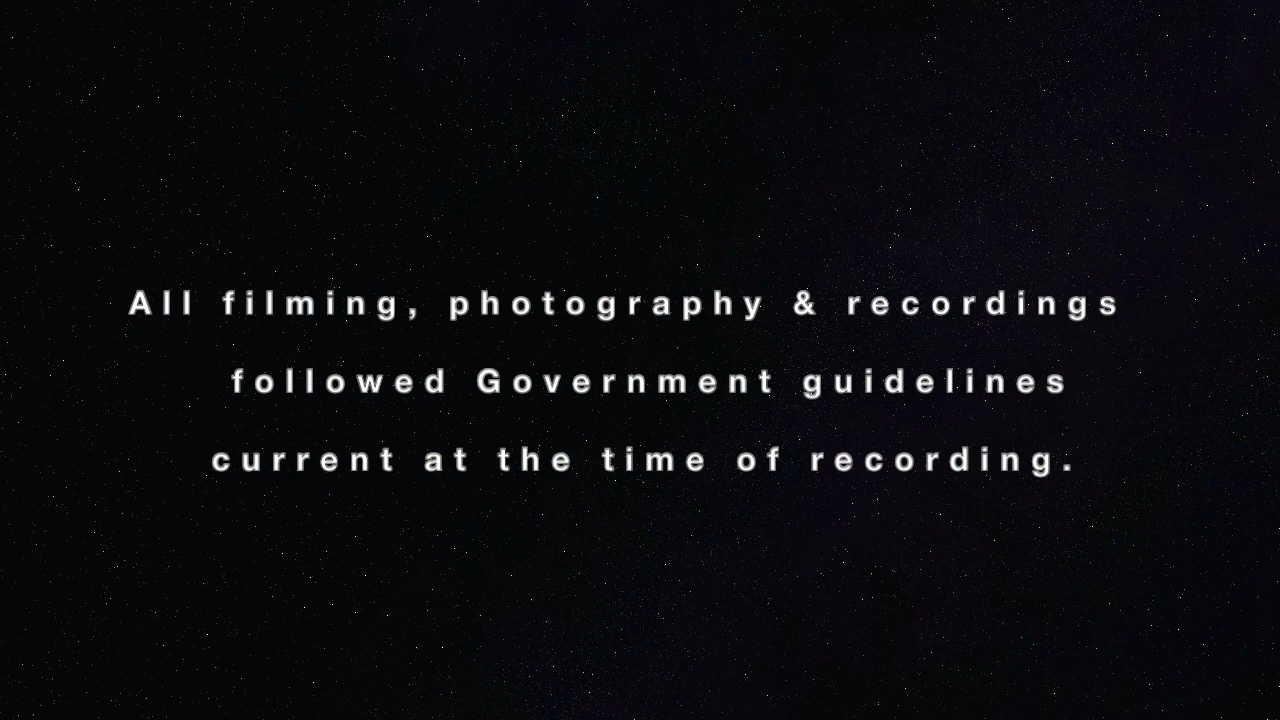 All filming, photography & recordings
followed Government guidelines
current at the time of recording.